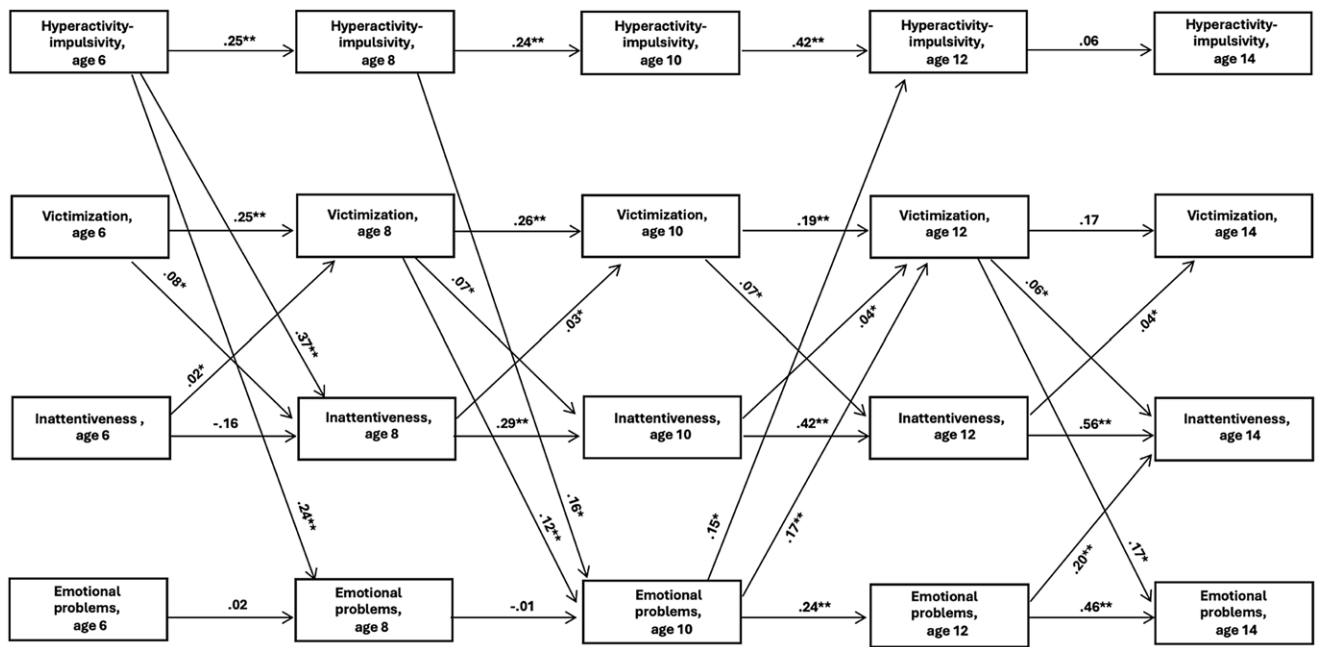 Hyperactivity-
impulsivity,
age 6
.25**
Hyperactivity-
impulsivity,
age 8
.24**
Hyperactivity-
impulsivity,
age 10
.42**
Hyperactivity-
impulsivity,
age 12
.06
Hyperactivity-
impulsivity,
age 14
Victimization,
age 6
.25**
Victimization,
age 8
.26**
Victimization,
age 10
.19**
Victimization,
age 12
.17
Victimization,
age 14
.08*
.02*
.37**
.07*
.03*
.07*
.04*
.06*
.04*
Inattentiveness ,
age 6
-.16
Inattentiveness,
age 8
.29**
Inattentiveness,
age 10
.42**
Inattentiveness,
age 12
.56**
Inattentiveness,
age 14
.24**
.12**
.16*
.15*
.17**
.20**
.17*
Emotional
problems,
age 6
.02
Emotional
problems,
age 8
-.01
Emotional
problems,
age 10
.24**
Emotional
problems,
age 12
.46**
Emotional
problems,
age 14